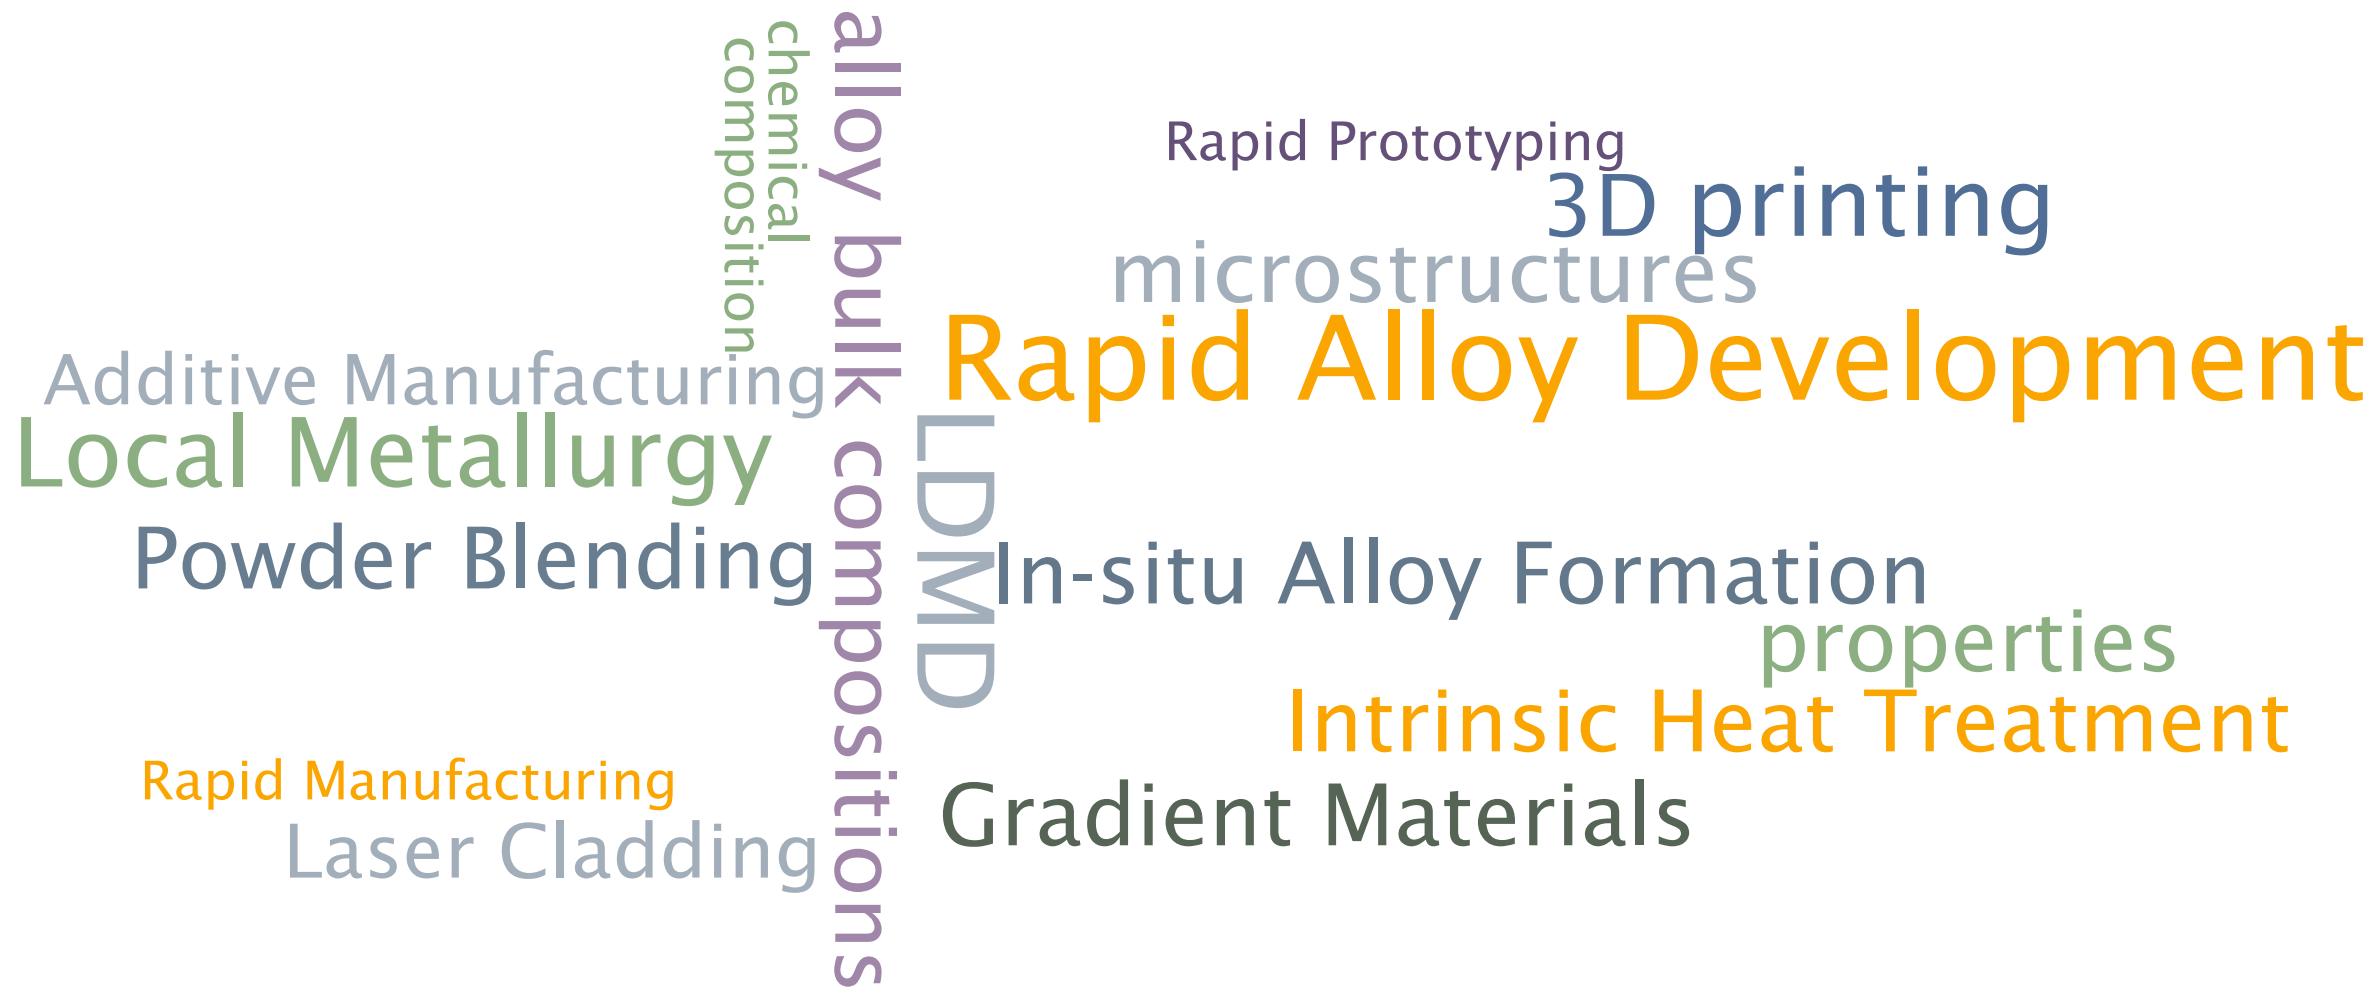 chemical
composition
alloy bulk compositions
Rapid Prototyping
3D printing
microstructures
Rapid Alloy Development
Additive Manufacturing
Local Metallurgy
LDMD
Powder Blending
In-situ Alloy Formation
properties
Intrinsic Heat Treatment
Rapid Manufacturing
Gradient Materials
Laser Cladding